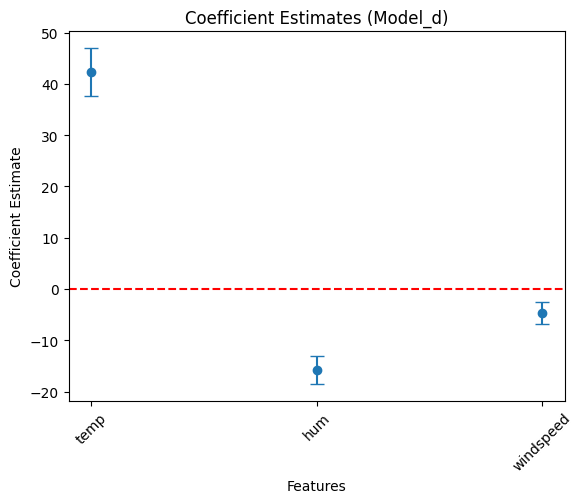 Coefficient Estimates (Model_d)
Coefficient Estimate
50
40
30
20
10
0
−10
−20
temp
hum
windspeed
Features